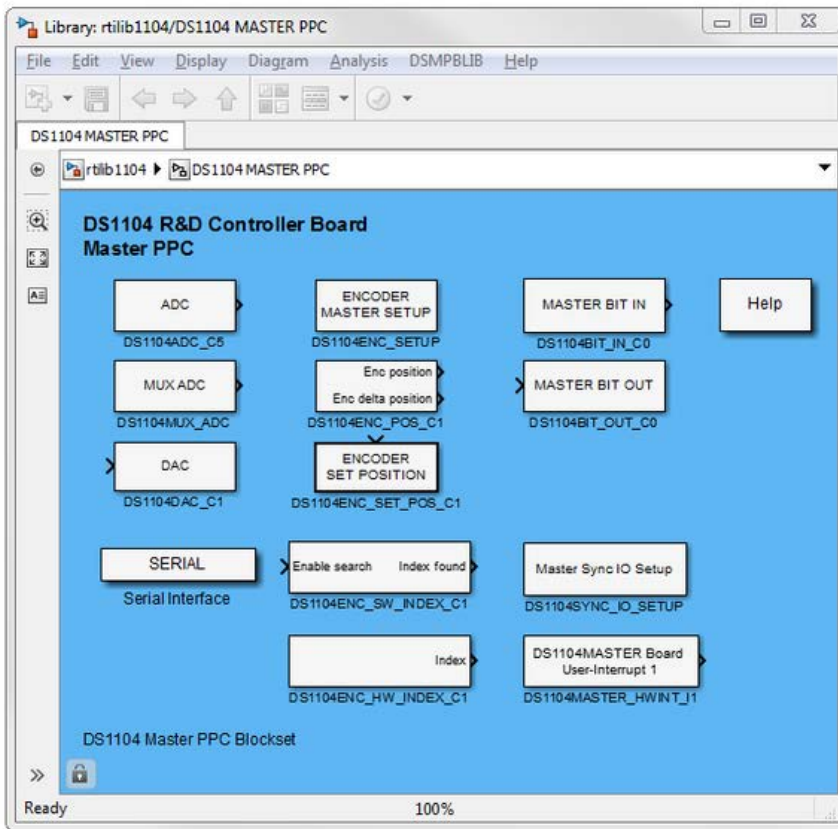 Library: rtilib1104/DS1104 MASTER PPC
File Edit View Display Diagram Analysis DSMPBLIB Help
DS1104 MASTER PPC
rtilib1104 DS1104 MASTER PPC
DS1104 R&D Controller Board
Master PPC
ADC
DS1104ADC_C5
ENCODER
MASTER SETUP
DS1104ENC_SETUP
MASTER BIT IN
DS1104BIT_IN_C0
Help
MUX ADC
DS1104MUX_ADC
Enc position
Enc delta position
DS1104ENC_POS_C1
MASTER BIT OUT
DS1104BIT_OUT_C0
DAC
DS1104DAC_C1
ENCODER
SET POSITION
DS1104ENC_SET_POS_C1
SERIAL
Serial Interface
Enable search Index found
DS1104ENC_SW_INDEX_C1
Master Sync IO Setup
DS1104SYNC_IO_SETUP
Index
DS1104ENC_HW_INDEX_C1
DS1104MASTER Board
User-Interrupt 1
DS1104MASTER_HWINT_I1
DS1104 Master PPC Blockset
Ready 100%